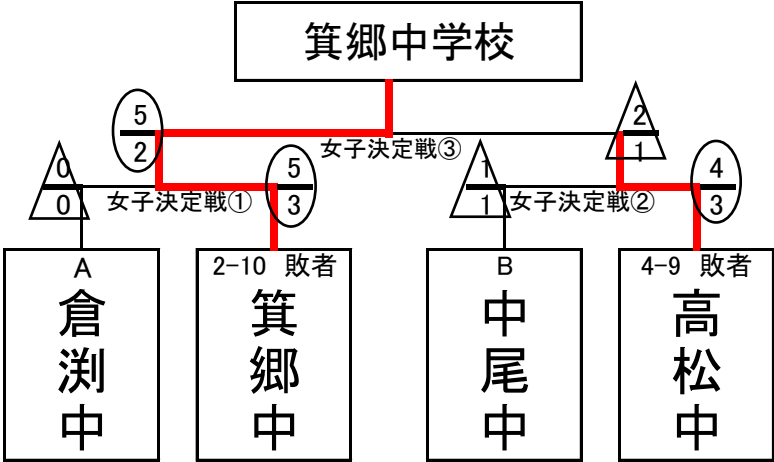 箕郷中学校
5
2
女子決定戦③
2
1
0
0
女子決定戦①
5
3
1
1
女子決定戦②
4
3
A
倉渕中
2-10 敗者
箕郷中
B
中尾中
4-9 敗者
高松中